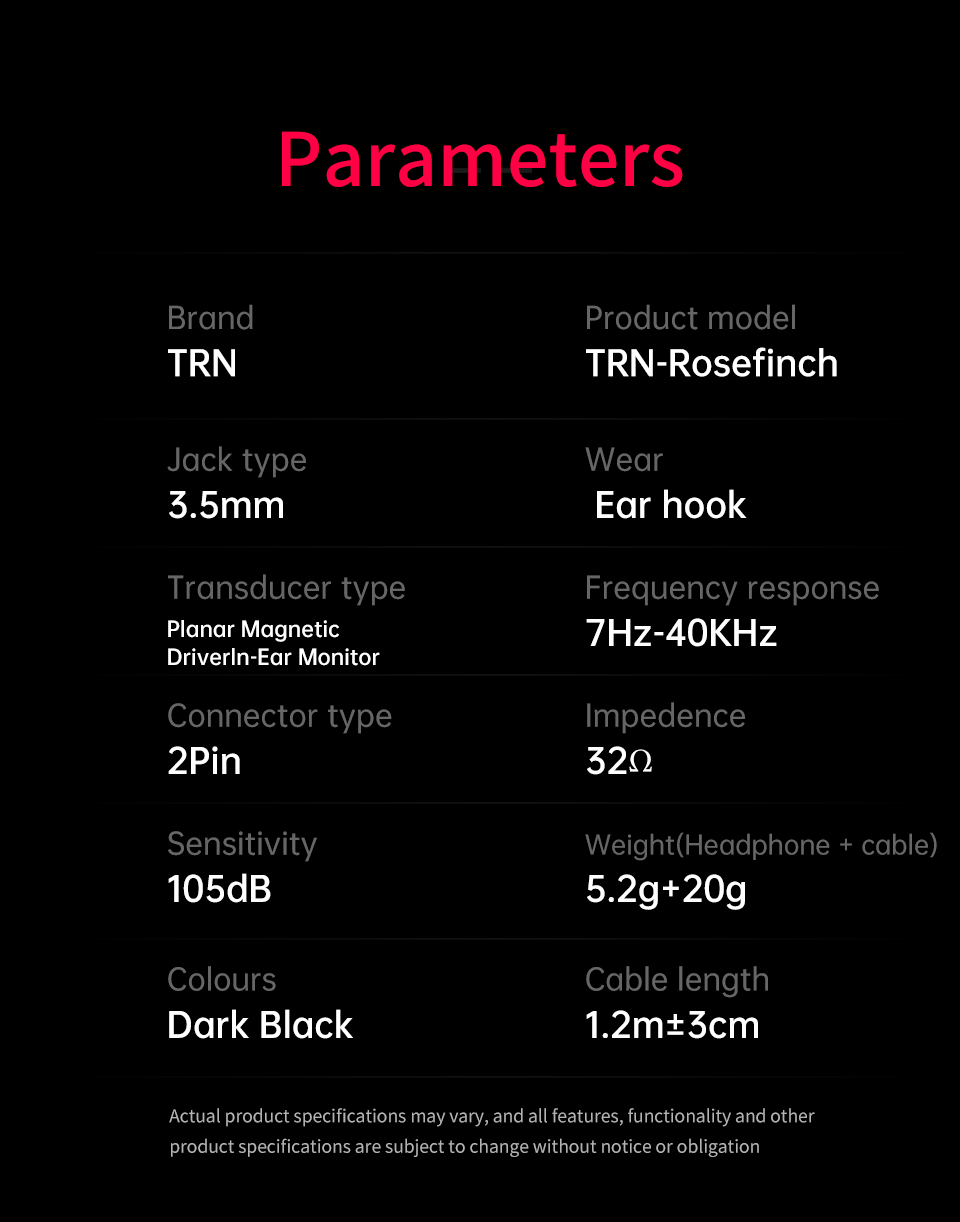 Parameters
Brand
Product model
TRN
TRN-Rosefinch
Jack type
Wear
3.5mm
Ear hook
Transducer type
Frequency response
Planar Magnetic
DriverIn-Ear Monitor
7Hz-40KHz
Connector type
Impedence
2Pin
32Ω
Sensitivity
Weight(Headphone + cable)
105dB
5.2g+20g
Colours
Cable length
Dark Black
1.2m±3cm
Actual product specifications may vary, and all features, functionality and other
product specifications are subject to change without notice or obligation